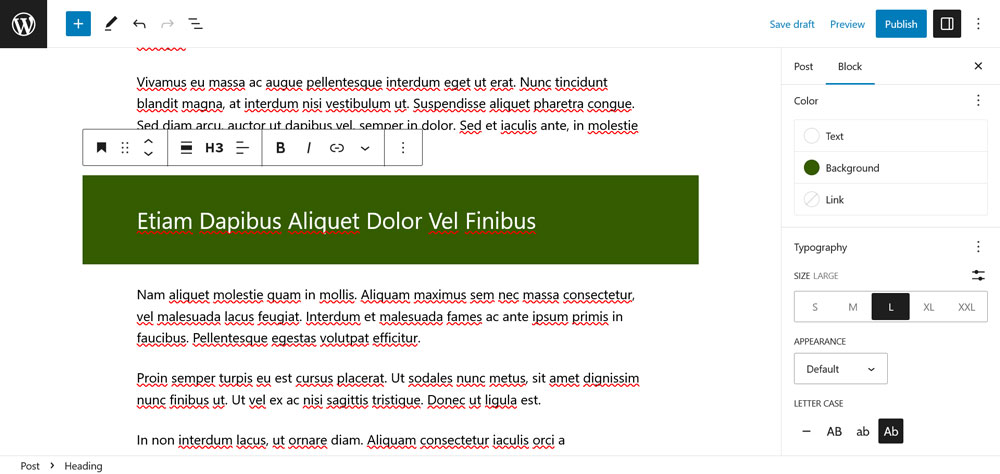 Save draft Preview Publish
Vivamus eu massa ac augue pellentesque interdum eget ut erat. Nunc tincidunt
blandit magna, at interdum nisi vestibulum ut. Suspendisse aliquet pharetra congue.
Sed diam arcu, auctor ut dapibus vel, semper in dolor. Sed et iaculis ante, in molestie
H3 B I
Etiam Dapibus Aliquet Dolor Vel Finibus
Nam aliquet molestie quam in mollis. Aliquam maximus sem nec massa consectetur,
vel malesuada lacus feugiat. Interdum et malesuada fames ac ante ipsum primis in
faucibus. Pellentesque egestas volutpat efficitur.
Proin semper turpis eu est cursus placerat. Ut sodales nunc metus, sit amet dignissim
nunc finibus ut. Ut vel ex ac nisi sagittis tristique. Donec ut ligula est.
In non interdum lacus, ut ornare diam. Aliquam consectetur iaculis orci a
Post Block
Color
Text
Background
Link
Typography
SIZE LARGE
S M L XL XXL
APPEARANCE
Default
LETTER CASE
— AB ab Ab
Post > Heading